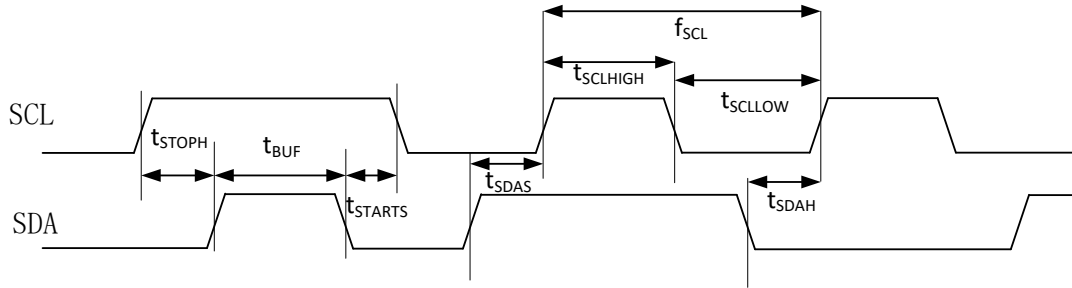 fSCL
tSCLHIGH
tSCLLOW
SCL
tSTOPH
tBUF
tSDAS
tSTARTS
tSDAH
SDA